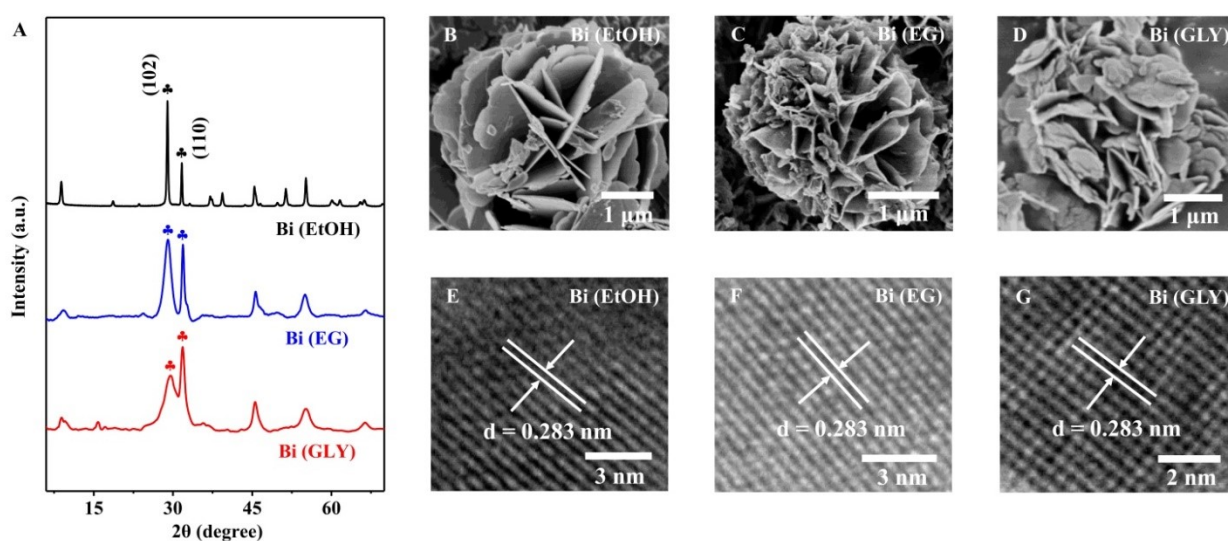 A
Intensity (a.u.)
(102)
♣
♣
(110)
Bi (EtOH)
♣
♣
Bi (EG)
♣
♣
Bi (GLY)
15
30
45
60
2θ (degree)
B
Bi (EtOH)
1 μm
C
Bi (EG)
1 μm
D
Bi (GLY)
1 μm
E
Bi (EtOH)
d = 0.283 nm
3 nm
F
Bi (EG)
d = 0.283 nm
3 nm
G
Bi (GLY)
d = 0.283 nm
2 nm